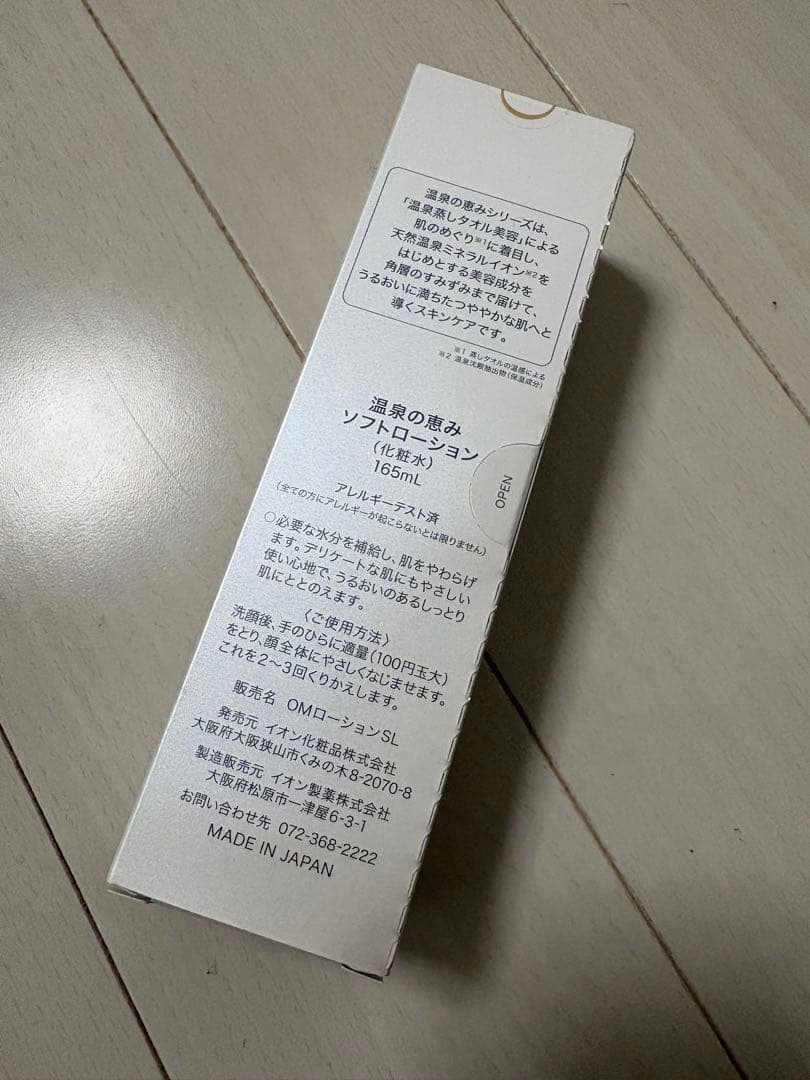 温泉の恵みシリーズは、
「温泉蒸しタオル美容」による
肌のめぐり※1に着目し、
天然温泉ミネラルイオン※2を
はじめとする美容成分を
角層のすみずみまで届けて、
うるおいに満ちたつややかな肌へと
導くスキンケアです。
※1 蒸しタオルの温感による
※2 温泉沈殿抽出物(保湿成分)
温泉の恵み
ソフトローション
(化粧水)
165mL
OPEN
アレルギーテスト済
(全ての方にアレルギーが起こらないとは限りません)
○必要な水分を補給し、肌をやわらげ
ます。デリケートな肌にもやさしい
使い心地で、うるおいのあるしっとり
肌にととのえます。
〈ご使用方法〉
洗顔後、手のひらに適量(100円玉大)
をとり、顔全体にやさしくなじませます。
これを2〜3回くりかえします。
販売名 OMローションSL
発売元 イオン化粧品株式会社
大阪府大阪狭山市くみの木8-2070-8
製造販売元 イオン製薬株式会社
大阪府松原市一津屋6-3-1
お問い合わせ先 072-368-2222
MADE IN JAPAN